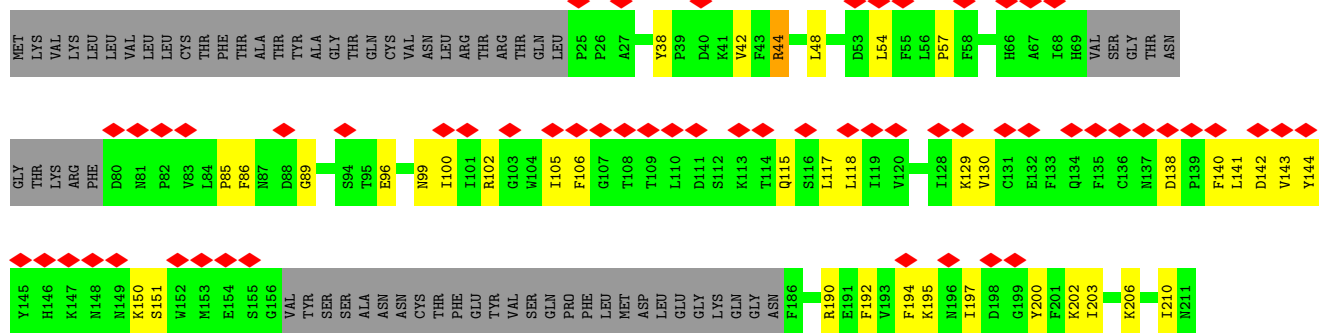 MET LYS VAL LYS LEU LEU VAL LEU LEU CYS THR PHE THR ALA THR TYR ALA GLY THR GLN CYS VAL ASN LEU ARG THR ARG THR GLN LEU P25 P26 A27 Y38 P39 D40 K41 V42 F43 R44 L48 D53 L54 F55 L56 P57 F58 H66 A67 I68 H69 VAL SER GLY THR ASN
GLY THR LYS ARG PHE D80 N81 P82 V83 L84 P85 F86 N87 D88 G89 S94 T95 E96 N99 I100 I101 R102 G103 W104 I105 F106 G107 T108 T109 L110 D111 S112 K113 T114 Q115 S116 L117 L118 I119 V120 I128 K129 V130 C131 E132 F133 Q134 F135 C136 N137 D138 P139 F140 L141 D142 V143 Y144
Y145 H146 K147 N148 N149 K150 S151 W152 M153 E154 S155 G156 VAL TYR SER SER ALA ASN ASN CYS THR PHE GLU TYR VAL SER GLN PRO PHE LEU MET ASP LEU GLU GLY LYS GLN GLY ASN F186 R190 E191 F192 V193 F194 K195 N196 I197 D198 G199 Y200 F201 K202 I203 K206 I210 N211